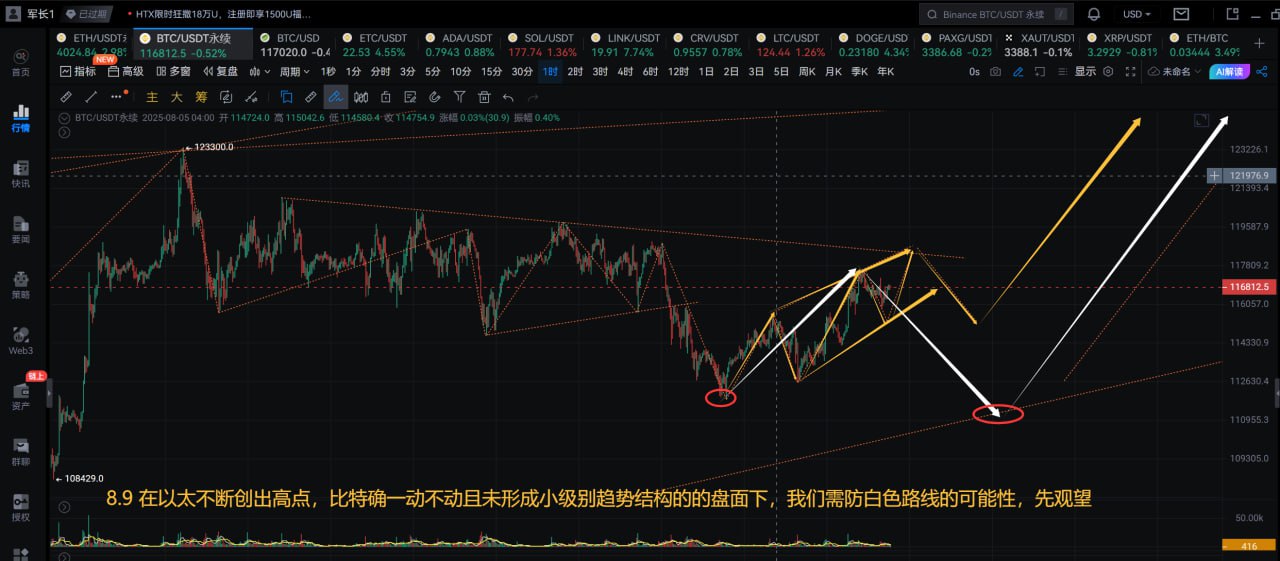 军长1 已过期 HTX限时狂撒18万U，注册即享1500U福... Binance BTC/USDT 永续 / USD
ETH/USDT永 BTC/USDT永续 BTC/USD ETC/USDT ADA/USDT SOL/USDT LINK/USDT CRV/USDT LTC/USDT DOGE/USDT PAXG/USDT XAUT/USDT XRP/USDT ETH/BTC
4024.84 2.98% 116812.5 -0.52% 117020.0 -0.4 22.53 4.55% 0.7943 0.88% 177.74 1.36% 19.91 7.74% 0.9557 0.78% 124.44 1.26% 0.23180 4.34% 3386.68 -0.2 3388.1 -0.1% 3.2929 -0.81% 0.03444 3.49
NEW
指标 高级 多窗 复盘 周期 1秒 1分 分时 3分 5分 10分 15分 30分 1时 2时 3时 4时 6时 12时 1日 2日 3日 5日 周K 月K 季K 年K 0s 显示 未命名 AI解读
主 大 筹
BTC/USDT永续 2025-08-05 04:00 开 114724.0 高 115042.6 低 114580.4 收 114754.9 涨幅 0.03%(30.9) 振幅 0.40%
首页
行情
快讯
要闻
策略
Web3
链上
资产
群聊
授权
123300.0
108429.0
123226.1
121976.9
121393.4
119587.9
117809.2
116812.5
116057.0
114330.9
112630.4
110955.3
109305.0
8.9 在以太不断创出高点，比特确一动不动且未形成小级别趋势结构的的盘面下，我们需防白色路线的可能性，先观望
50.00k
416